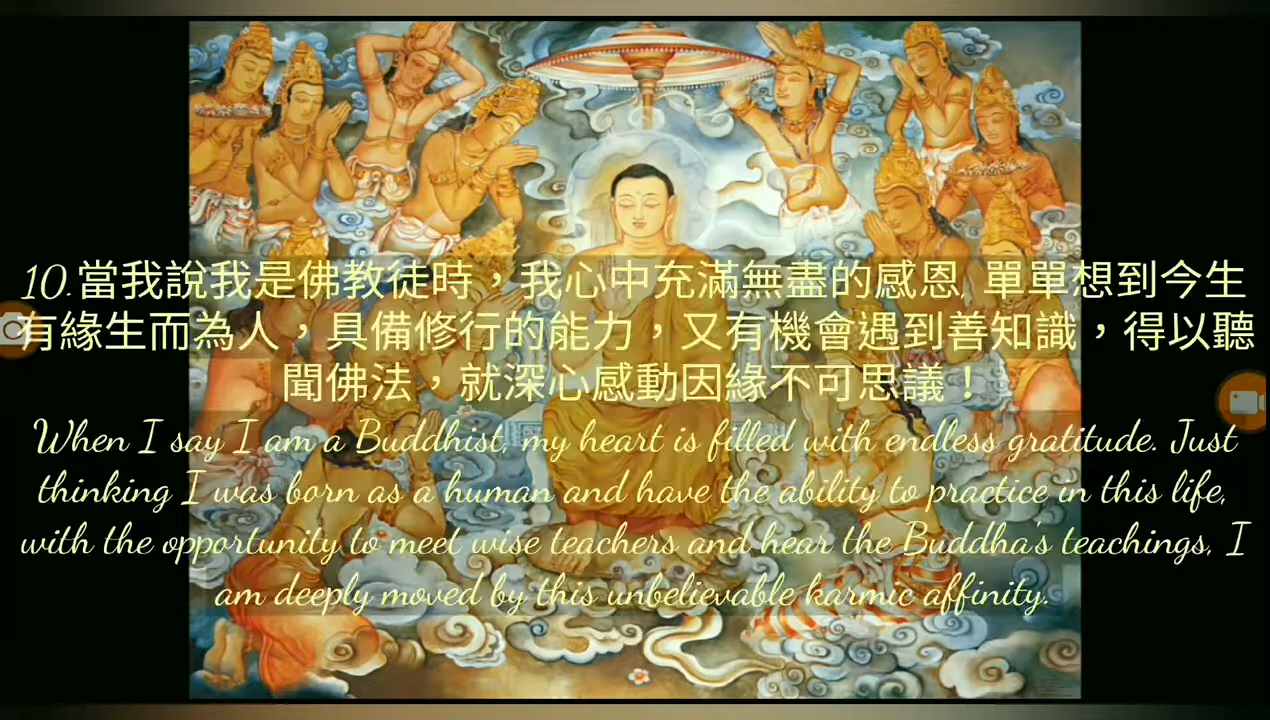 10.當我說我是佛教徒時，我心中充滿無盡的感恩, 單單想到今生
有緣生而為人，具備修行的能力，又有機會遇到善知識，得以聽
聞佛法，就深心感動因緣不可思議！
When I say I am a Buddhist, my heart is filled with endless gratitude. Just
thinking I was born as a human and have the ability to practice in this life,
with the opportunity to meet wise teachers and hear the Buddha's teachings, I
am deeply moved by this unbelievable karmic affinity.